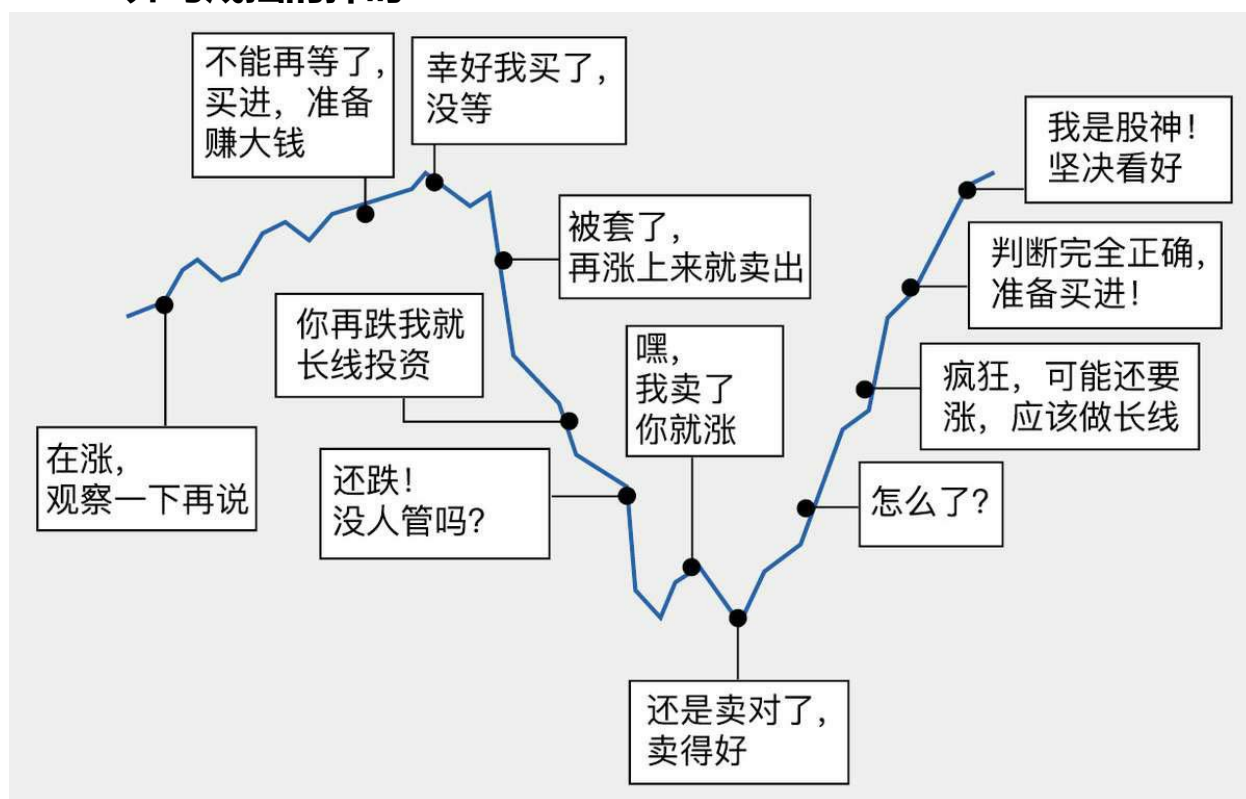 在涨，
观察一下再说
不能再等了，
买进，准备
赚大钱
幸好我买了，
没等
被套了，
再涨上来就卖出
你再跌我就
长线投资
还跌！
没人管吗？
嘿，
我卖了
你就涨
还是卖对了，
卖得好
怎么了？
疯狂，可能还要
涨，应该做长线
判断完全正确，
准备买进！
我是股神！
坚决看好